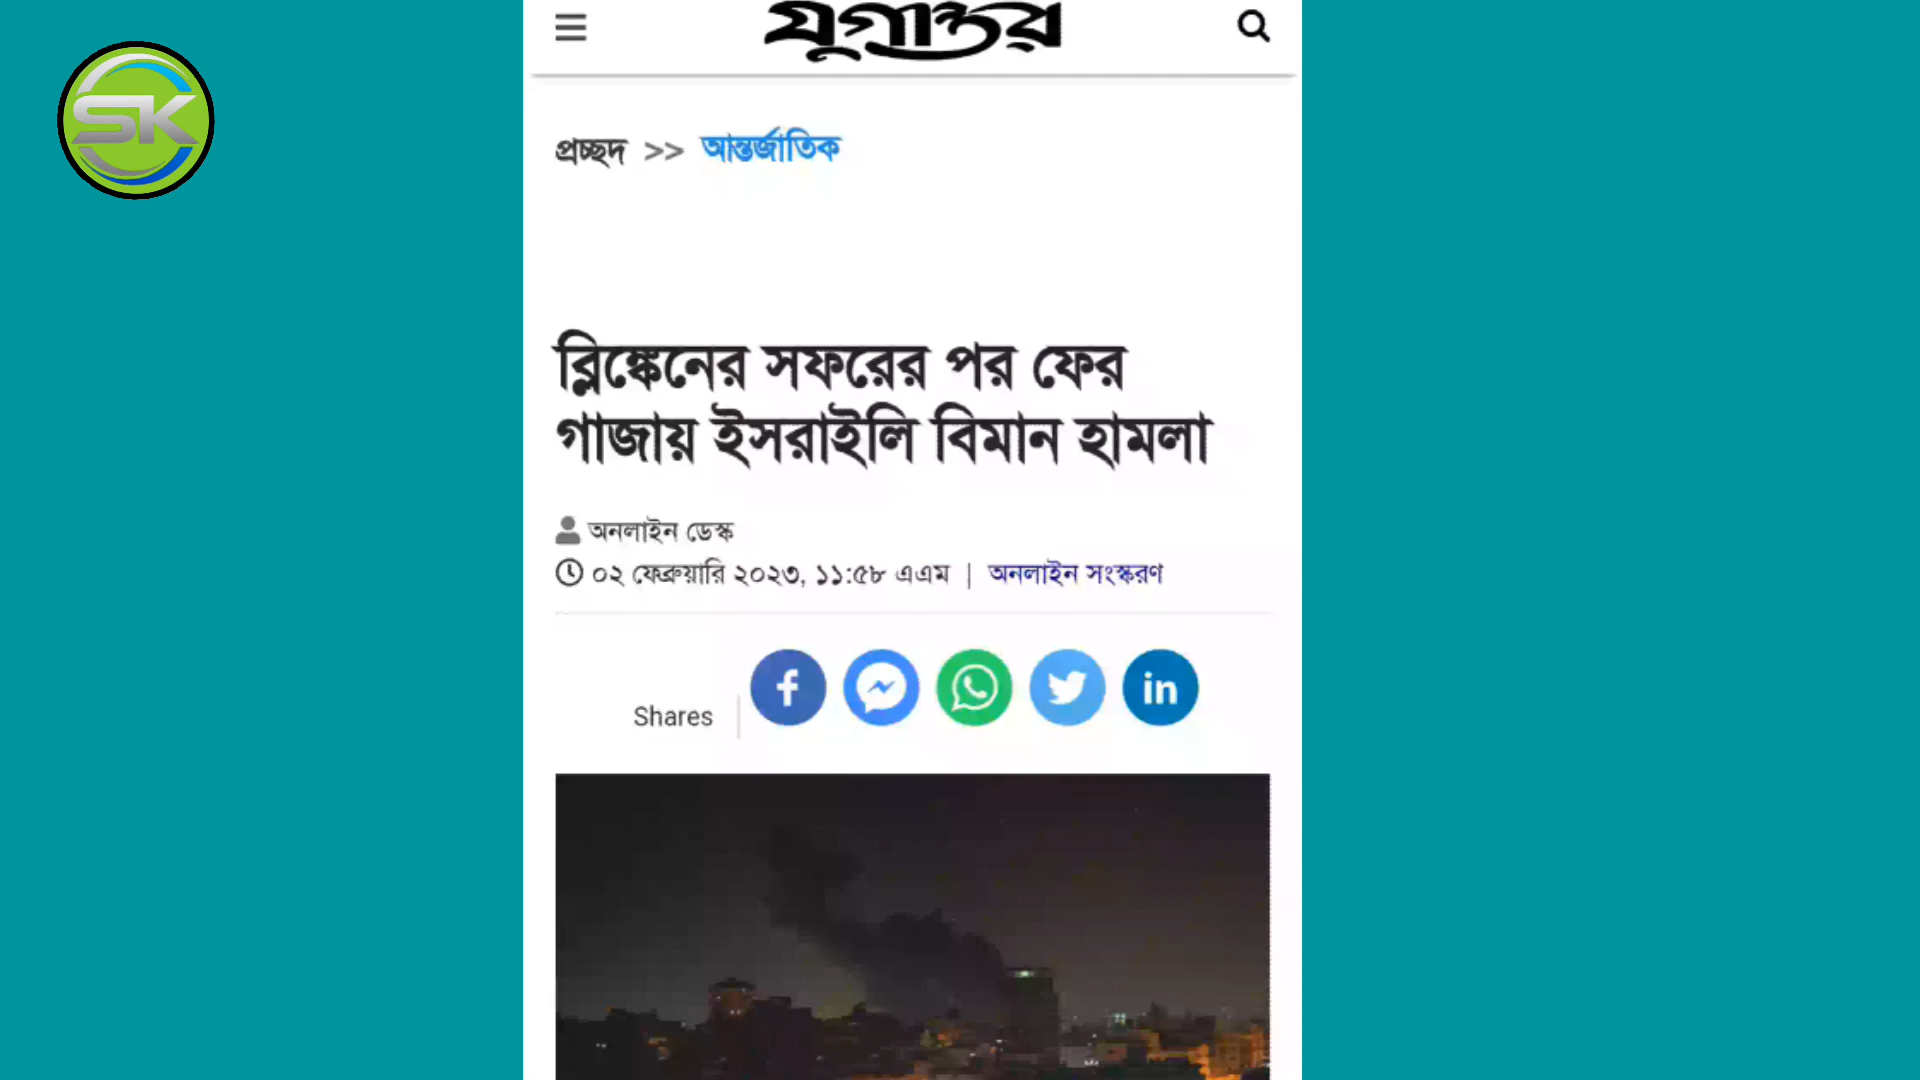 যুগান্তর
SK
প্রচ্ছদ >> আন্তর্জাতিক
ব্লিঙ্কেনের সফরের পর ফের
গাজায় ইসরাইলি বিমান হামলা
অনলাইন ডেস্ক
০২ ফেব্রুয়ারি ২০২৩, ১১:৫৮ এএম | অনলাইন সংস্করণ
Shares